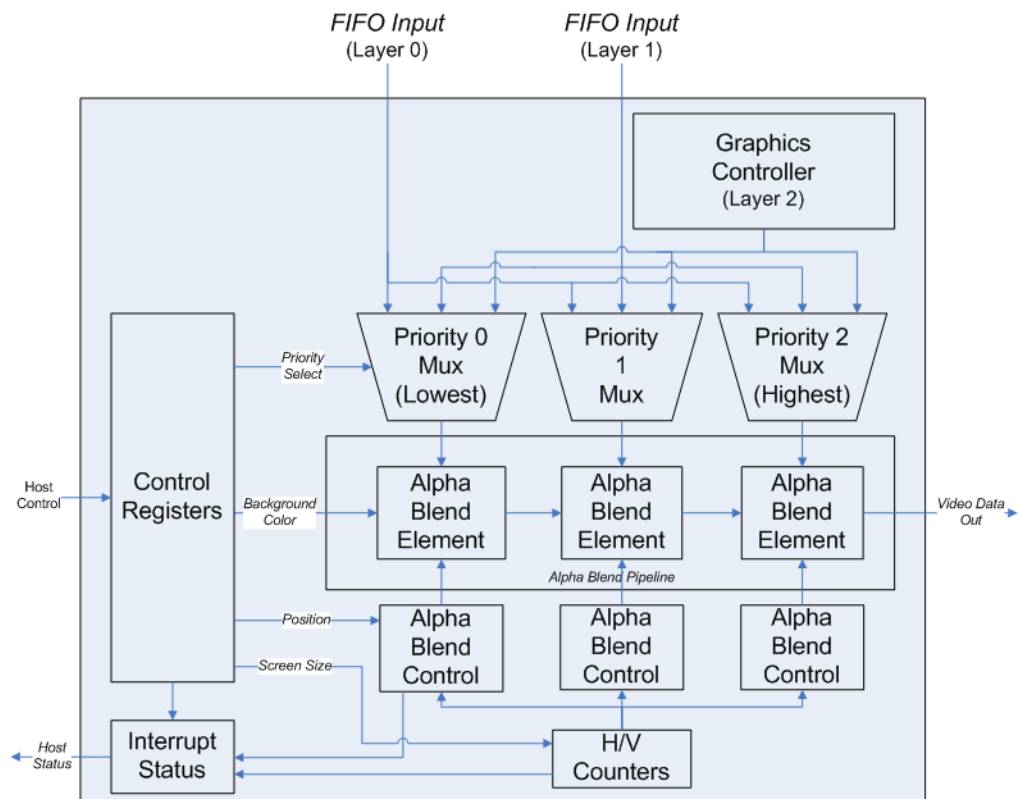 FIFO Input
(Layer 0)
FIFO Input
(Layer 1)
Graphics
Controller
(Layer 2)
Priority 0
Mux
(Lowest)
Priority
1
Mux
Priority 2
Mux
(Highest)
Priority
Select
Host
Control
Control
Registers
Background
Color
Alpha
Blend
Element
Alpha
Blend
Element
Alpha
Blend
Element
Video Data
Out
Alpha Blend Pipeline
Position
Alpha
Blend
Control
Alpha
Blend
Control
Alpha
Blend
Control
Screen Size
Host
Status
Interrupt
Status
H/V
Counters